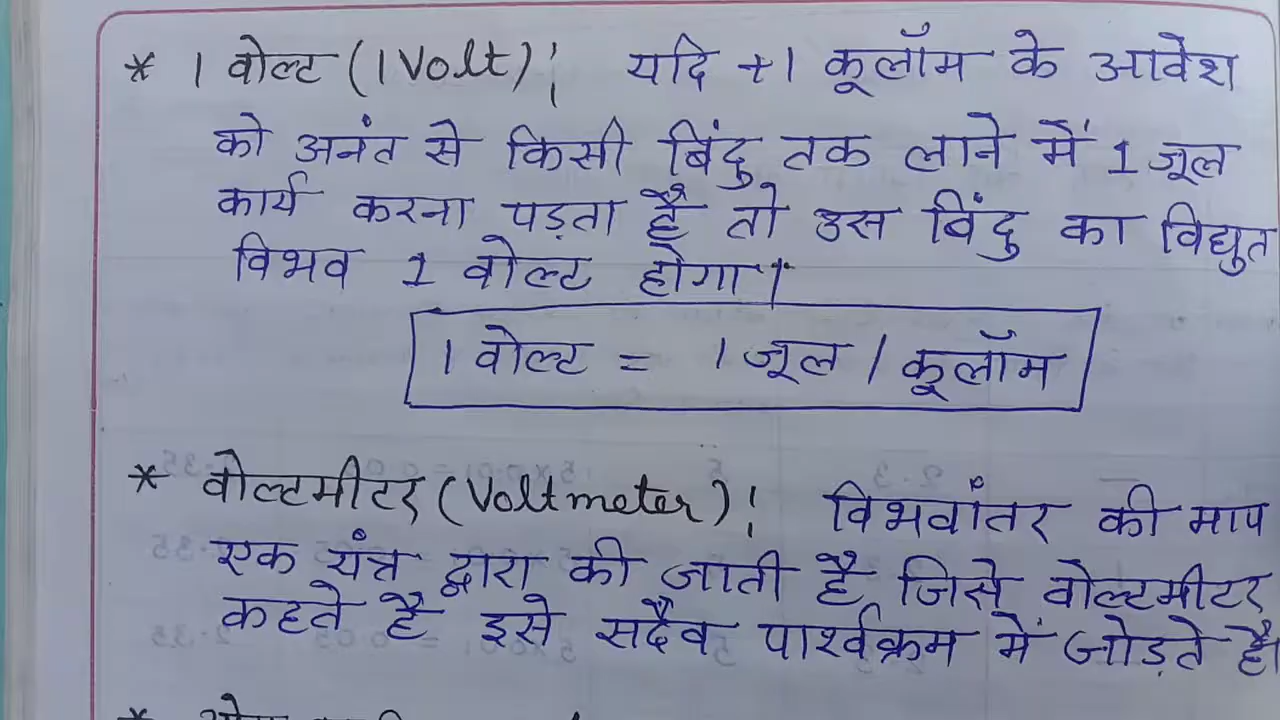 * 1 वोल्ट (1 Volt): यदि +1 कूलॉम के आवेश
को अनंत से किसी बिंदु तक लाने में 1 जूल
कार्य करना पड़ता है तो उस बिंदु का विद्युत
विभव 1 वोल्ट होगा।
1 वोल्ट = 1 जूल / कूलॉम
* वोल्टमीटर (Voltmeter): विभवांतर की माप
एक यंत्र द्वारा की जाती है जिसे वोल्टमीटर
कहते है इसे सदैव पार्श्वक्रम में जोड़ते है।
*